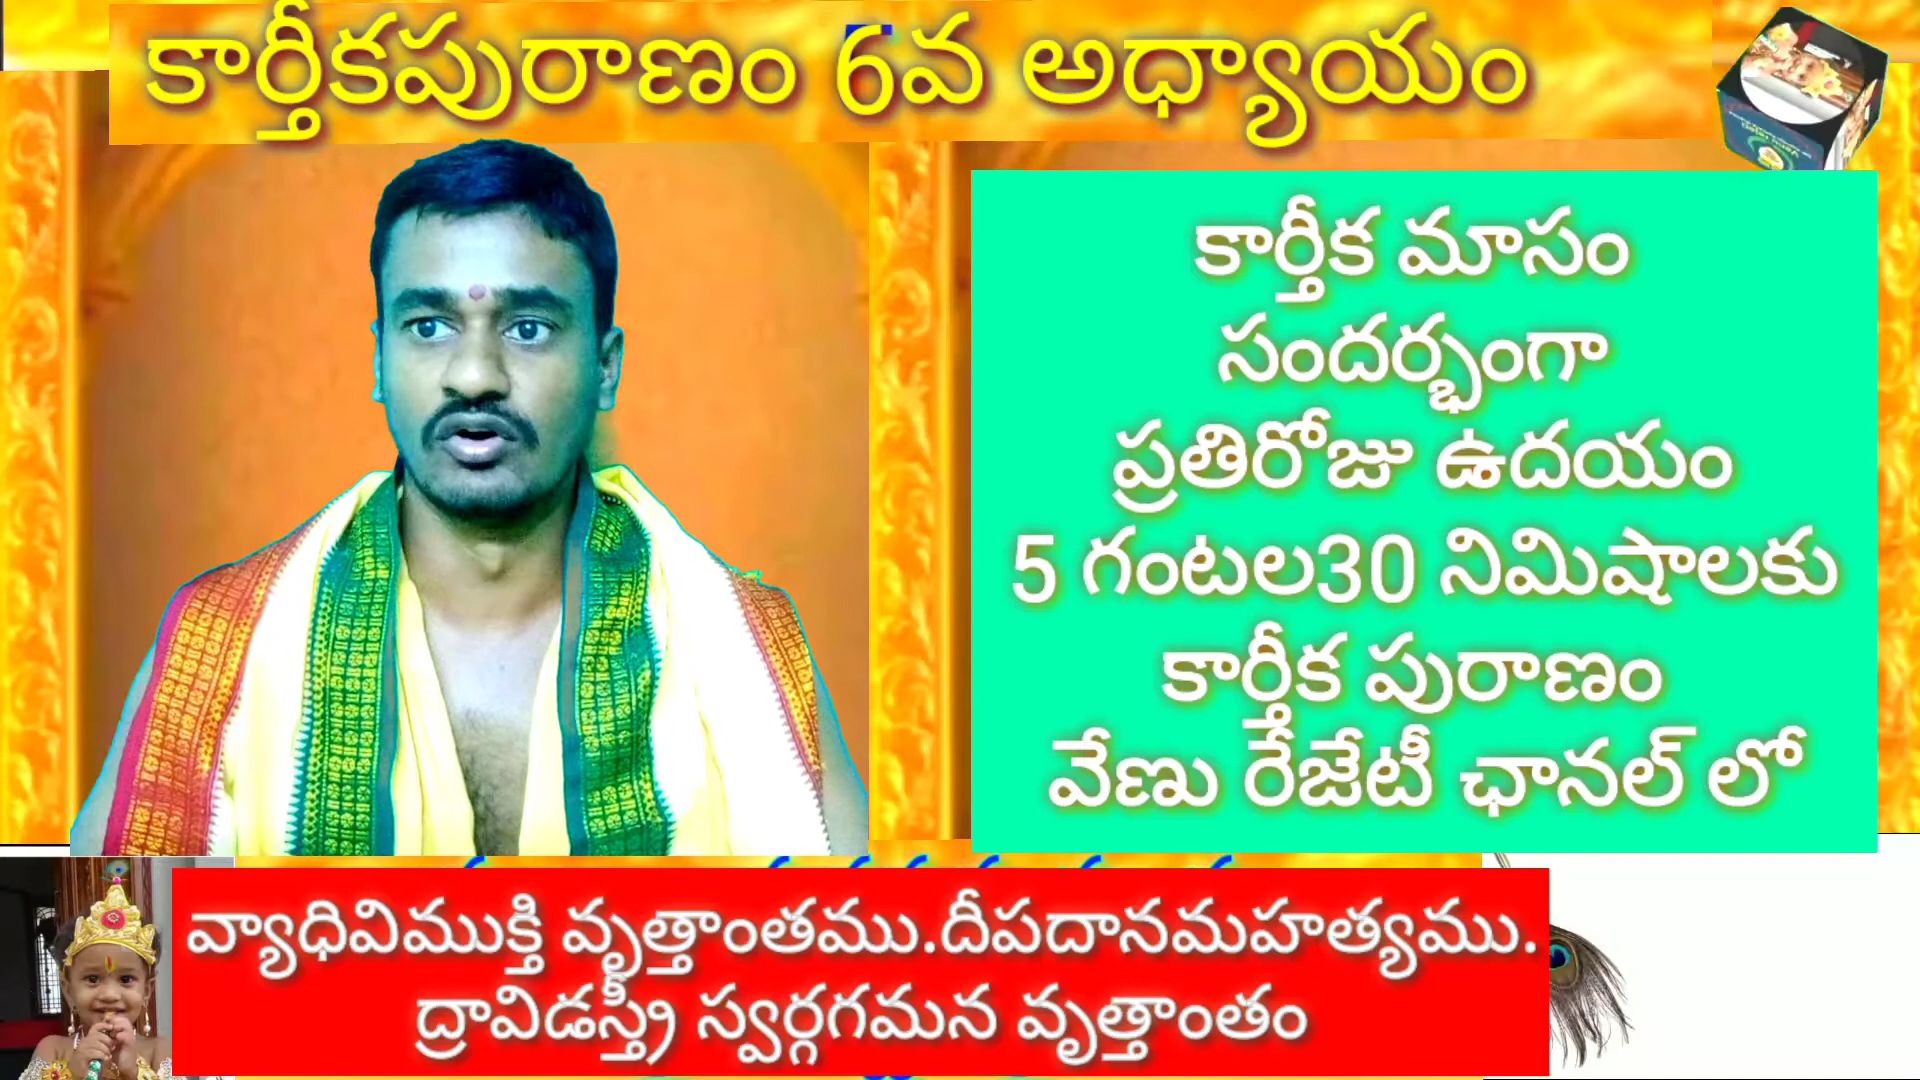 కార్తీకపురాణం 6వ అధ్యాయం
కార్తీక మాసం
సందర్భంగా
ప్రతిరోజు ఉదయం
5 గంటల30 నిమిషాలకు
కార్తీక పురాణం
వేణు రేజేటీ ఛానల్ లో
వ్యాధివిముక్తి వృత్తాంతము.దీపదానమహత్యము.
ద్రావిడస్త్రీ స్వర్గగమన వృత్తాంతం